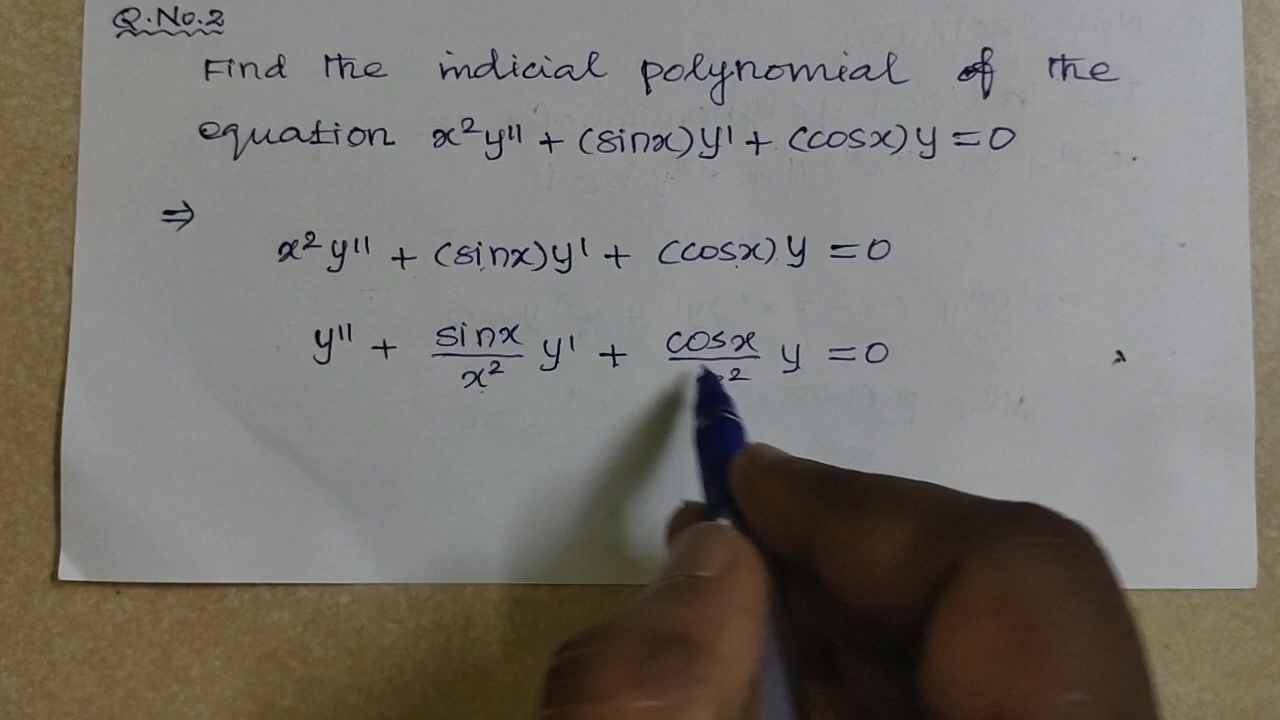 Q.No.2
Find the indicial polynomial of the
equation x²y'' + (sinx)y' + (cosx)y = 0
⇒
x²y'' + (sinx)y' + (cosx)y = 0
y'' + sinx/x² y' + cosx/x² y = 0